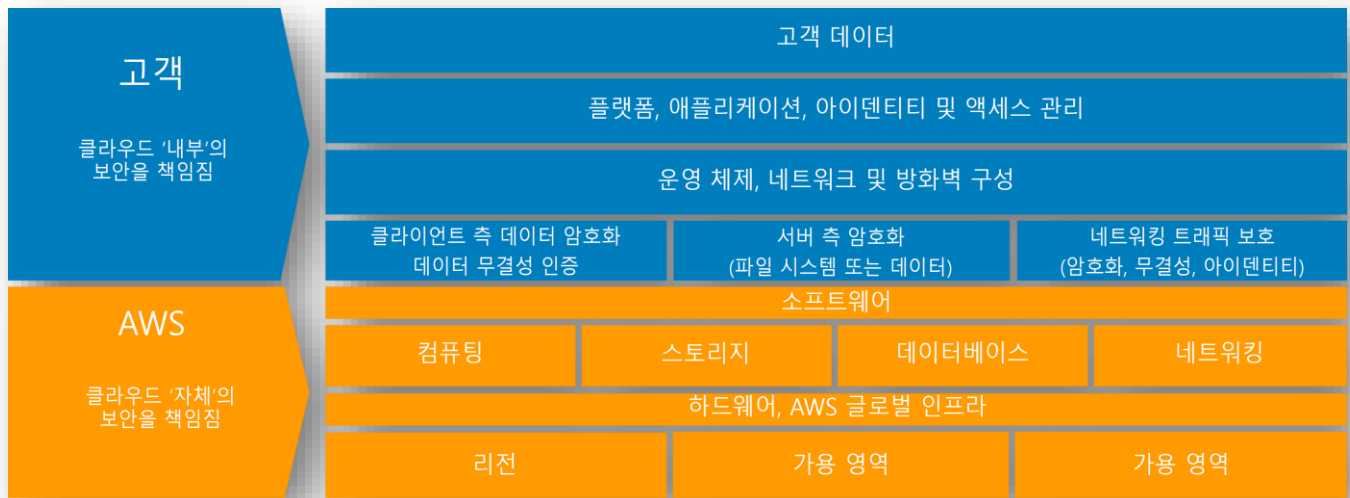 고객
클라우드 ‘내부’의
보안을 책임짐
고객 데이터
플랫폼, 애플리케이션, 아이덴티티 및 액세스 관리
운영 체제, 네트워크 및 방화벽 구성
클라이언트 측 데이터 암호화
데이터 무결성 인증
서버 측 암호화
(파일 시스템 또는 데이터)
네트워킹 트래픽 보호
(암호화, 무결성, 아이덴티티)
AWS
클라우드 ‘자체’의
보안을 책임짐
소프트웨어
컴퓨팅
스토리지
데이터베이스
네트워킹
하드웨어, AWS 글로벌 인프라
리전
가용 영역
가용 영역